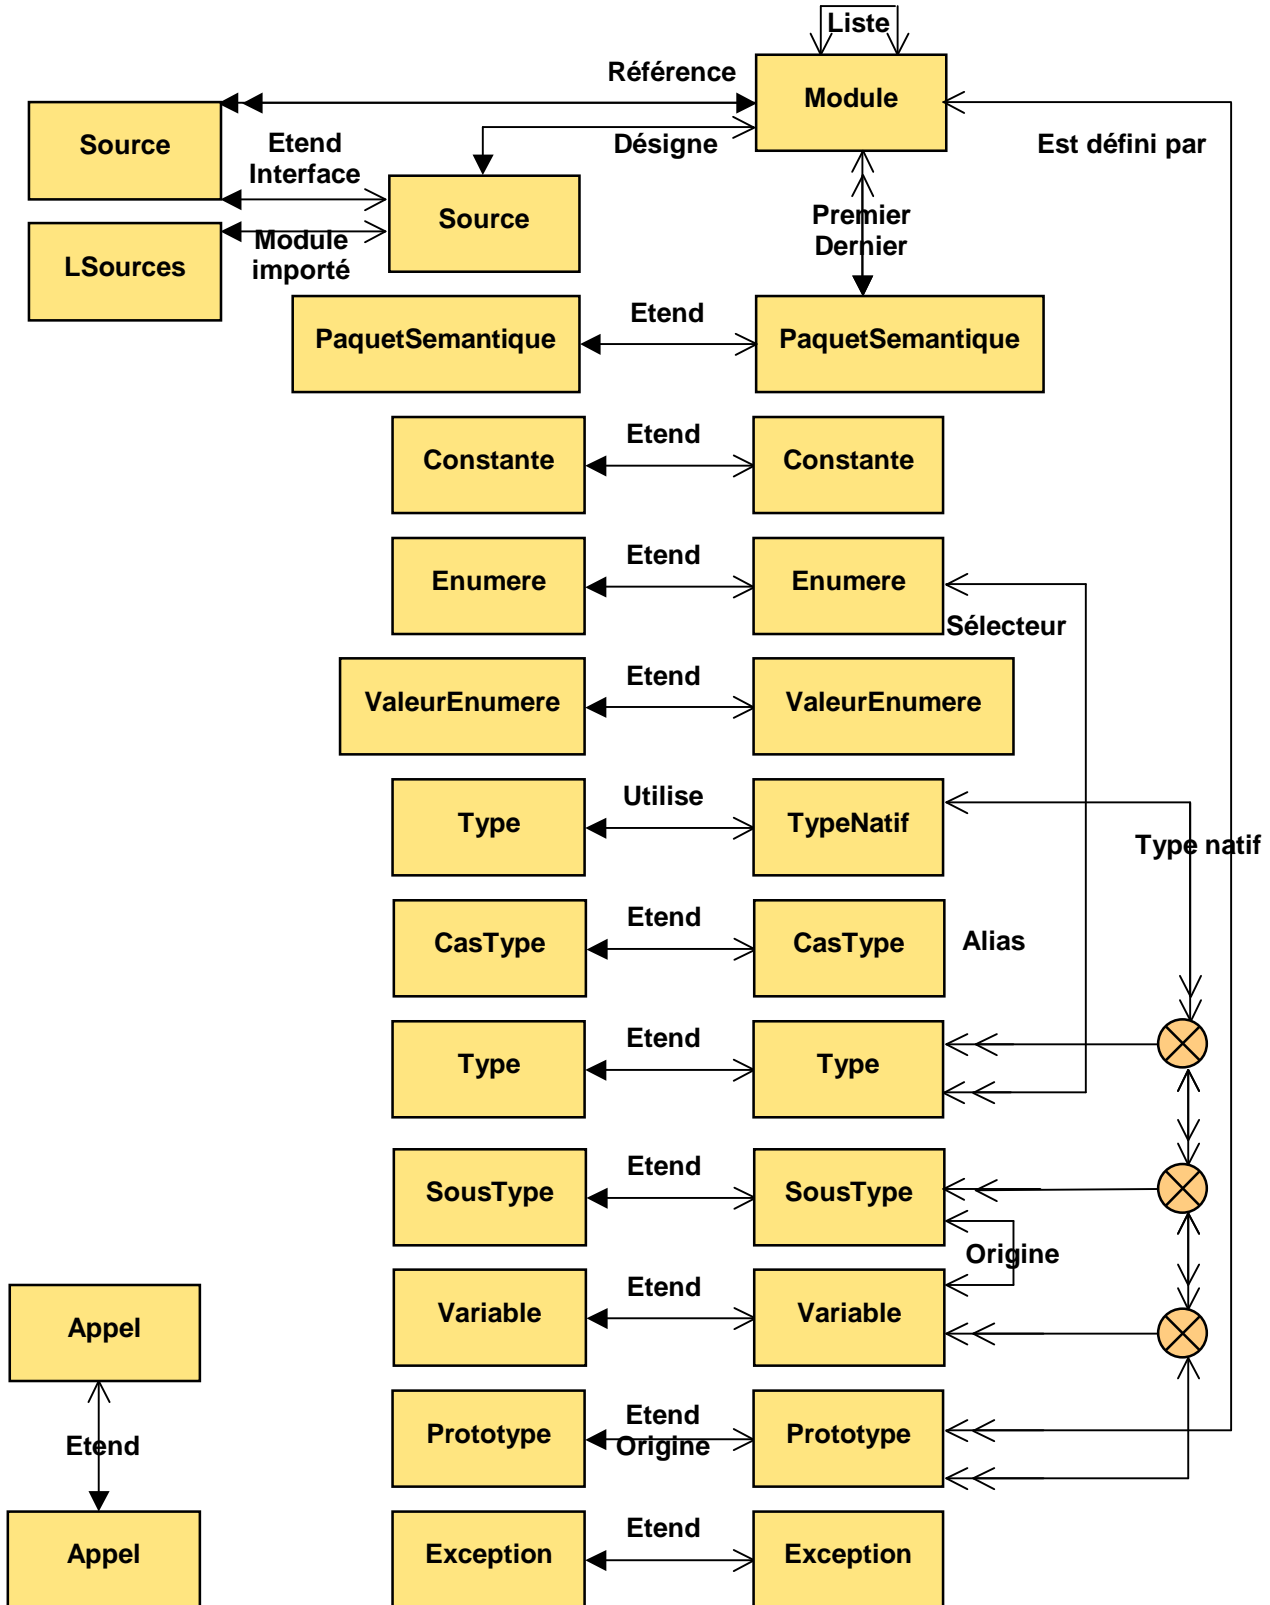 Liste
Référence
Module
Source
Etend
Interface
Désigne
Est défini par
Source
Premier
Dernier
LSources
Module
importé
PaquetSemantique
Etend
PaquetSemantique
Constante
Etend
Constante
Enumere
Etend
Enumere
Sélecteur
ValeurEnumere
Etend
ValeurEnumere
Type
Utilise
TypeNatif
Type natif
CasType
Etend
CasType
Alias
Type
Etend
Type
SousType
Etend
SousType
Origine
Appel
Variable
Etend
Variable
Etend
Prototype
Etend
Origine
Prototype
Appel
Exception
Etend
Exception